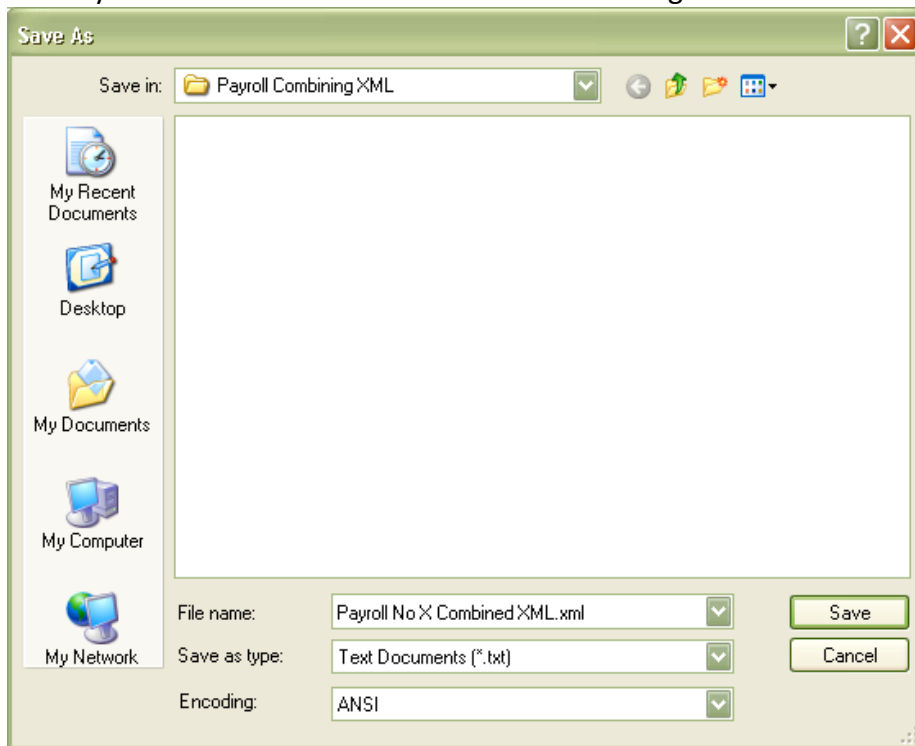 Save As
Save in: Payroll Combining XML
My Recent
Documents
Desktop
My Documents
My Computer
My Network
File name: Payroll No X Combined XML.xml Save
Save as type: Text Documents (*.txt) Cancel
Encoding: ANSI